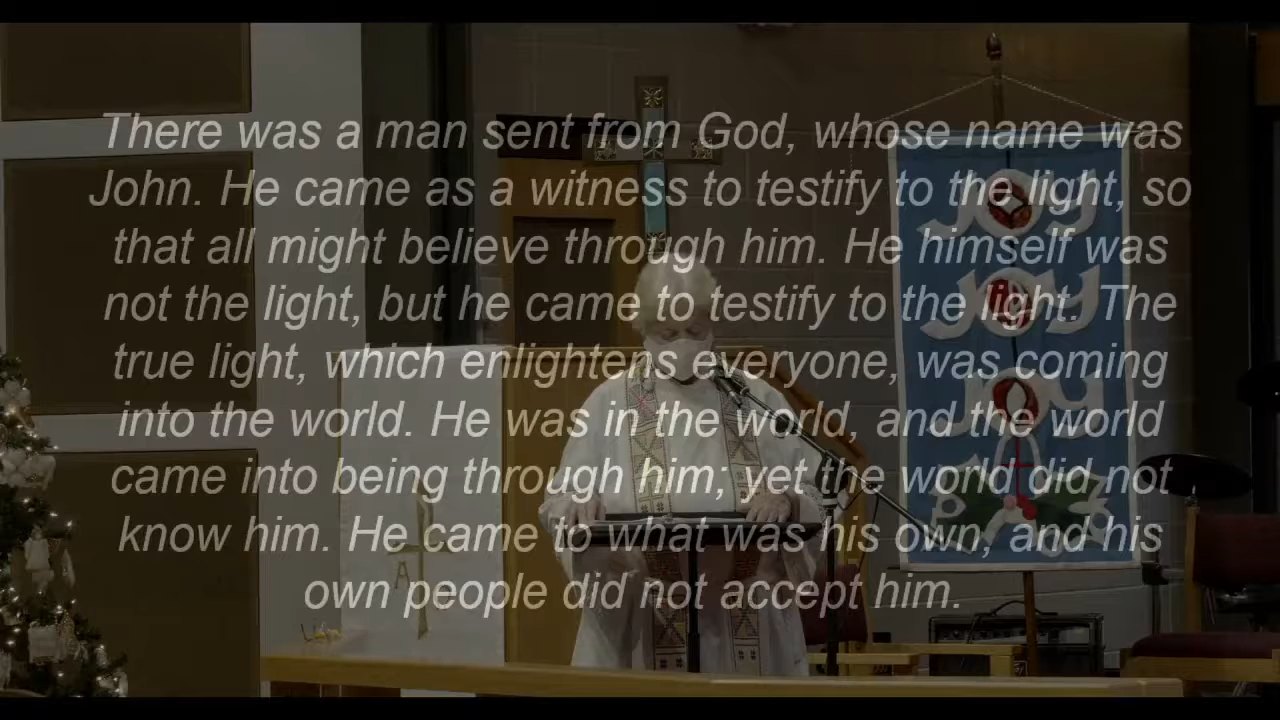 There was a man sent from God, whose name was
John. He came as a witness to testify to the light, so
that all might believe through him. He himself was
not the light, but he came to testify to the light. The
true light, which enlightens everyone, was coming
into the world. He was in the world, and the world
came into being through him; yet the world did not
know him. He came to what was his own, and his
own people did not accept him.
JOY
JOY
JOY
A